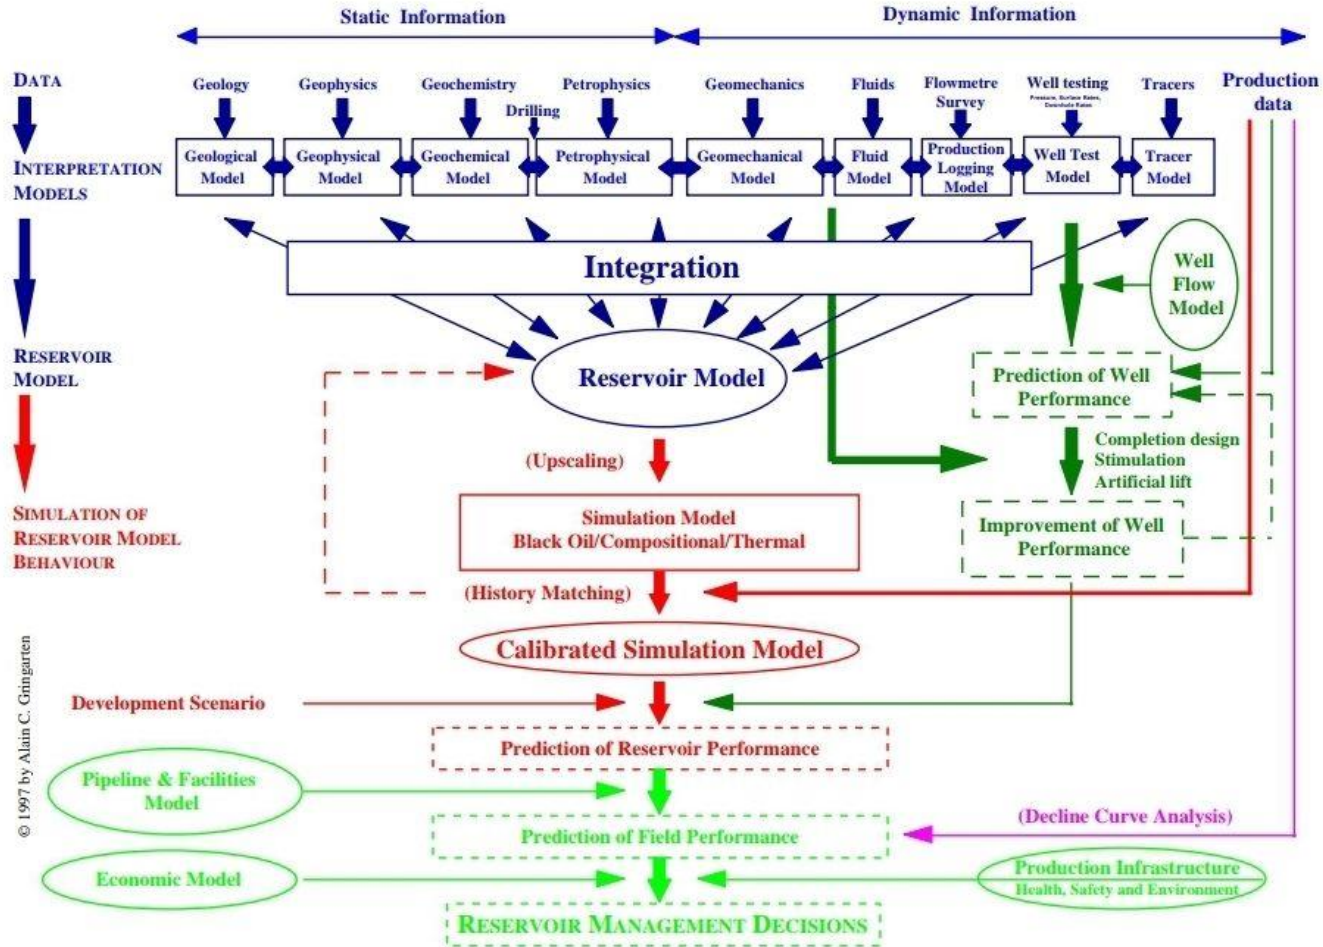 Static Information
Dynamic Information
DATA
Geology
Geophysics
Geochemistry
Drilling
Petrophysics
Geomechanics
Fluids
Flowmetre
Survey
Well testing
Pressure, Surface Rates,
Downhole Rates
Tracers
Production
data
INTERPRETATION
MODELS
Geological
Model
Geophysical
Model
Geochemical
Model
Petrophysical
Model
Geomechanical
Model
Fluid
Model
Production
Logging
Model
Well Test
Model
Tracer
Model
Integration
Well
Flow
Model
RESERVOIR
MODEL
Reservoir Model
Prediction of Well
Performance
(Upscaling)
Completion design
Stimulation
Artificial lift
SIMULATION OF
RESERVOIR MODEL
BEHAVIOUR
Simulation Model
Black Oil/Compositional/Thermal
Improvement of Well
Performance
(History Matching)
Calibrated Simulation Model
Development Scenario
Prediction of Reservoir Performance
Pipeline & Facilities
Model
(Decline Curve Analysis)
Prediction of Field Performance
Economic Model
Production Infrastructure
Health, Safety and Environment
RESERVOIR MANAGEMENT DECISIONS
© 1997 by Alain C. Gringarten